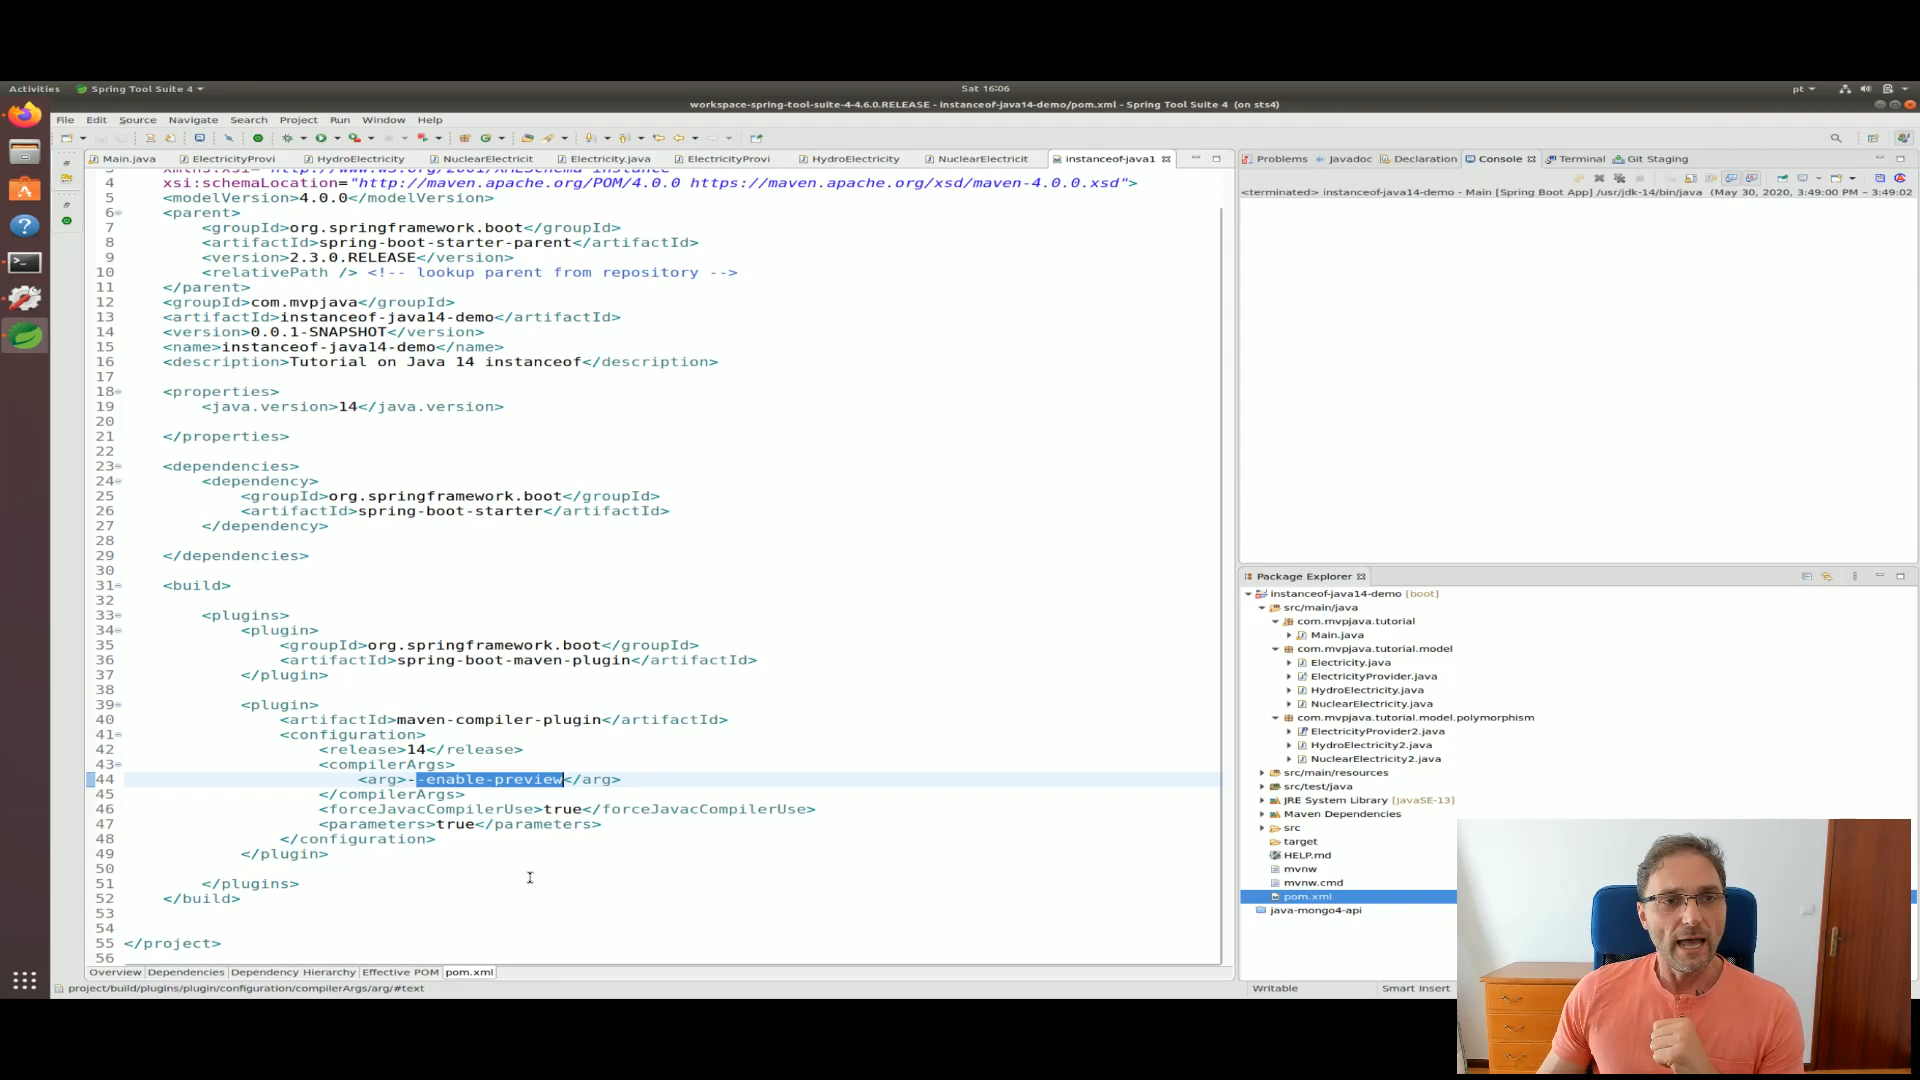 Activities
Spring Tool Suite 4
Sat 16:06
pt
workspace-spring-tool-suite-4-4.6.0.RELEASE - instanceof-java14-demo/pom.xml - Spring Tool Suite 4 (on sts4)
File Edit Source Navigate Search Project Run Window Help
Main.java ElectricityProvi HydroElectricity NuclearElectricit Electricity.java ElectricityProvi HydroElectricity NuclearElectricit instanceof-java1
4 xsi:schemaLocation="http://maven.apache.org/POM/4.0.0 https://maven.apache.org/xsd/maven-4.0.0.xsd">
5 <modelVersion>4.0.0</modelVersion>
6 <parent>
7 <groupId>org.springframework.boot</groupId>
8 <artifactId>spring-boot-starter-parent</artifactId>
9 <version>2.3.0.RELEASE</version>
10 <relativePath /> <!-- lookup parent from repository -->
11 </parent>
12 <groupId>com.mvpjava</groupId>
13 <artifactId>instanceof-java14-demo</artifactId>
14 <version>0.0.1-SNAPSHOT</version>
15 <name>instanceof-java14-demo</name>
16 <description>Tutorial on Java 14 instanceof</description>
17
18 <properties>
19 <java.version>14</java.version>
20
21 </properties>
22
23 <dependencies>
24 <dependency>
25 <groupId>org.springframework.boot</groupId>
26 <artifactId>spring-boot-starter</artifactId>
27 </dependency>
28
29 </dependencies>
30
31 <build>
32
33 <plugins>
34 <plugin>
35 <groupId>org.springframework.boot</groupId>
36 <artifactId>spring-boot-maven-plugin</artifactId>
37 </plugin>
38
39 <plugin>
40 <artifactId>maven-compiler-plugin</artifactId>
41 <configuration>
42 <release>14</release>
43 <compilerArgs>
44 <arg>--enable-preview</arg>
45 </compilerArgs>
46 <forceJavacCompilerUse>true</forceJavacCompilerUse>
47 <parameters>true</parameters>
48 </configuration>
49 </plugin>
50
51 </plugins>
52 </build>
53
54
55 </project>
56
Overview Dependencies Dependency Hierarchy Effective POM pom.xml
project/build/plugins/plugin/configuration/compilerArgs/arg/#text
Problems Javadoc Declaration Console Terminal Git Staging
<terminated> instanceof-java14-demo - Main [Spring Boot App] /usr/jdk-14/bin/java (May 30, 2020, 3:49:00 PM – 3:49:02
Package Explorer
instanceof-java14-demo [boot]
src/main/java
com.mvpjava.tutorial
Main.java
com.mvpjava.tutorial.model
Electricity.java
ElectricityProvider.java
HydroElectricity.java
NuclearElectricity.java
com.mvpjava.tutorial.model.polymorphism
ElectricityProvider2.java
HydroElectricity2.java
NuclearElectricity2.java
src/main/resources
src/test/java
JRE System Library [JavaSE-13]
Maven Dependencies
src
target
HELP.md
mvnw
mvnw.cmd
pom.xml
java-mongo4-api
Writable
Smart Insert